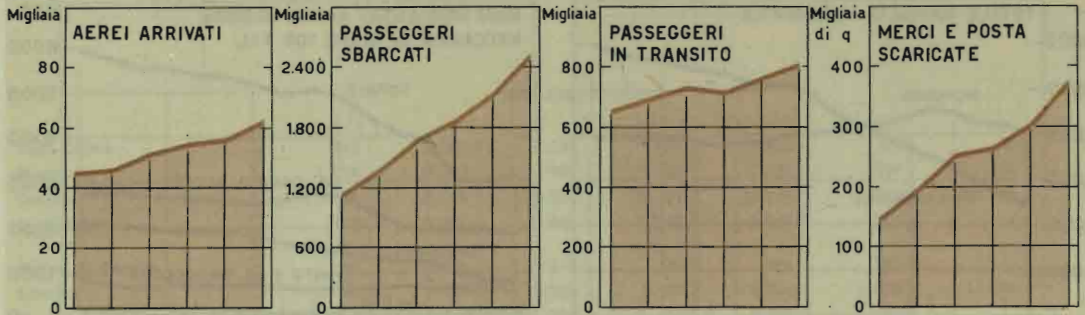 Migliaia
AEREI ARRIVATI
80
60
40
20
0
Migliaia
PASSEGGERI
SBARCATI
2.400
1.800
1.200
600
0
Migliaia
PASSEGGERI
IN TRANSITO
800
600
400
200
0
Migliaia
di q
MERCI E POSTA
SCARICATE
400
300
200
100
0